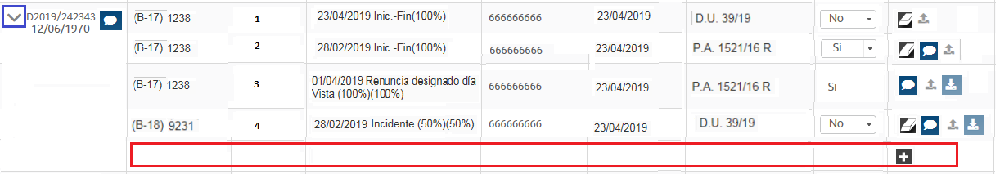 D2019/242343
12/06/1970
(B-17) 1238 1 23/04/2019 Inic.-Fin(100%) 666666666 23/04/2019 D.U. 39/19 No
(B-17) 1238 2 28/02/2019 Inic.-Fin(100%) 666666666 23/04/2019 P.A. 1521/16 R Si
(B-17) 1238 3 01/04/2019 Renuncia designado día
Vista (100%)(100%) 666666666 23/04/2019 P.A. 1521/16 R Si
(B-18) 9231 4 28/02/2019 Incidente (50%)(50%) 666666666 23/04/2019 D.U. 39/19 No